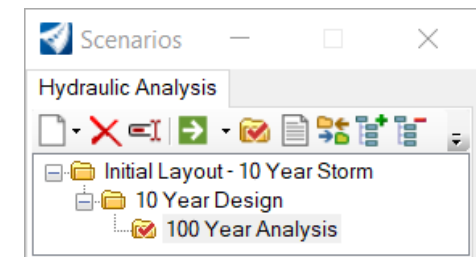 Scenarios
Hydraulic Analysis
Initial Layout - 10 Year Storm
10 Year Design
100 Year Analysis